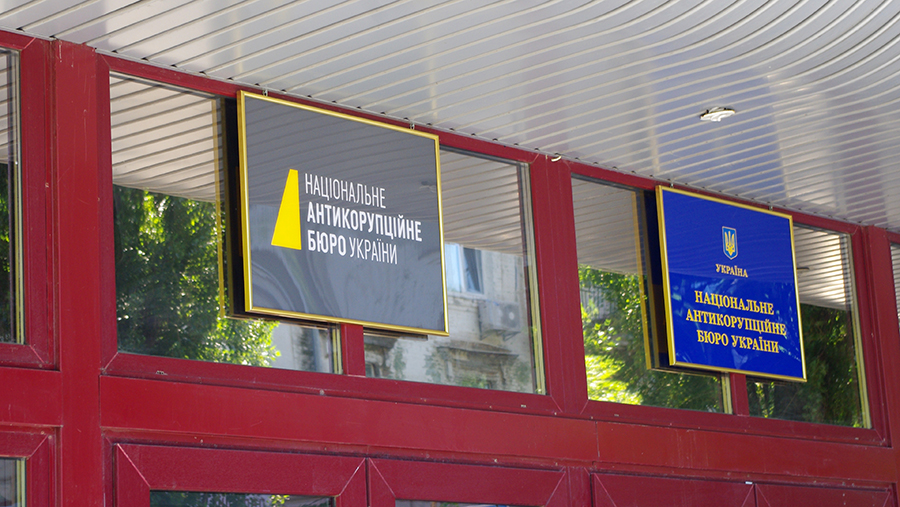 НАЦІОНАЛЬНЕ
АНТИКОРУПЦІЙНЕ
БЮРО УКРАЇНИ
УКРАЇНА
НАЦІОНАЛЬНЕ
АНТИКОРУПЦІЙНЕ
БЮРО УКРАЇНИ